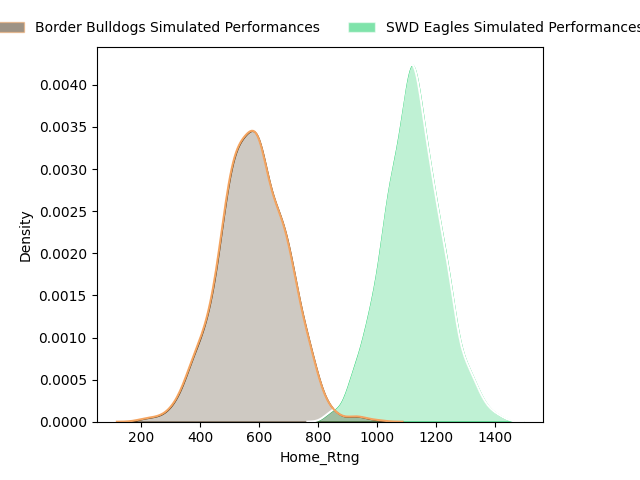 Border Bulldogs Simulated Performances
SWD Eagles Simulated Performances
Density
0.0040
0.0035
0.0030
0.0025
0.0020
0.0015
0.0010
0.0005
0.0000
200 400 600 800 1000 1200 1400
Home_Rtng